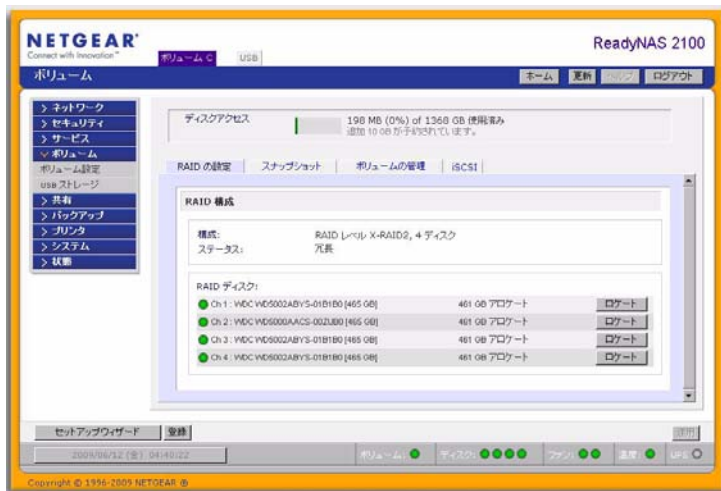 NETGEAR
Connect with Innovation™
ReadyNAS 2100
ボリューム C
USB
ボリューム
ホーム
更新
ヘルプ
ログアウト
> ネットワーク
> セキュリティ
> サービス
ボリューム
ボリューム設定
USB ストレージ
> 共有
> バックアップ
> プリンタ
> システム
> 状態
ディスクアクセス
198 MB (0%) of 1368 GB 使用済み
追加 10 GB が予約されています。
RAID の設定
スナップショット
ボリュームの管理
iSCSI
RAID 構成
構成: RAID レベル X-RAID2, 4 ディスク
ステータス: 冗長
RAID ディスク:
Ch 1 : WDC WD5002ABYS-01B1B0 [465 GB] 461 GB アロケート ロケート
Ch 2 : WDC WD5000AACS-00ZUB0 [465 GB] 461 GB アロケート ロケート
Ch 3 : WDC WD5002ABYS-01B1B0 [465 GB] 461 GB アロケート ロケート
Ch 4 : WDC WD5002ABYS-01B1B0 [465 GB] 461 GB アロケート ロケート
セットアップウィザード
登録
適用
2009/06/12 (金) 04:40:22
ボリューム:
ディスク:
ファン:
温度:
UPS
Copyright © 1996-2009 NETGEAR ®